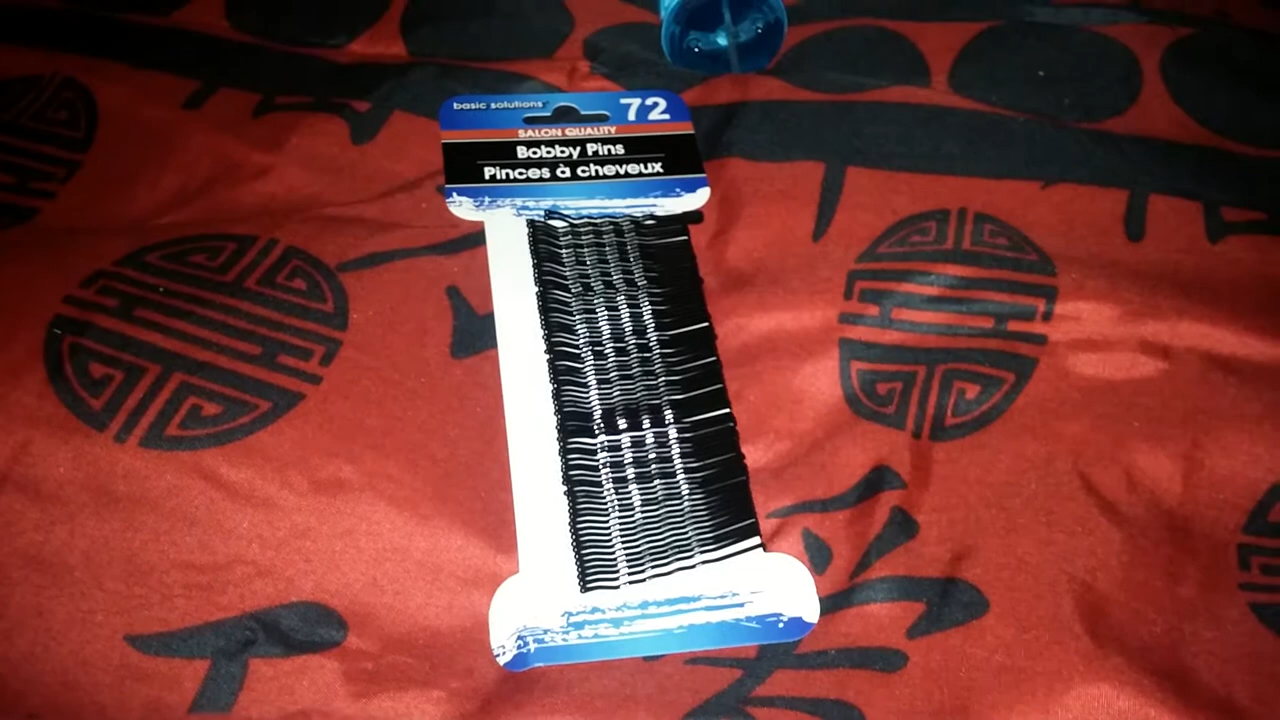 basic solutions
72
SALON QUALITY
Bobby Pins
Pinces à cheveux